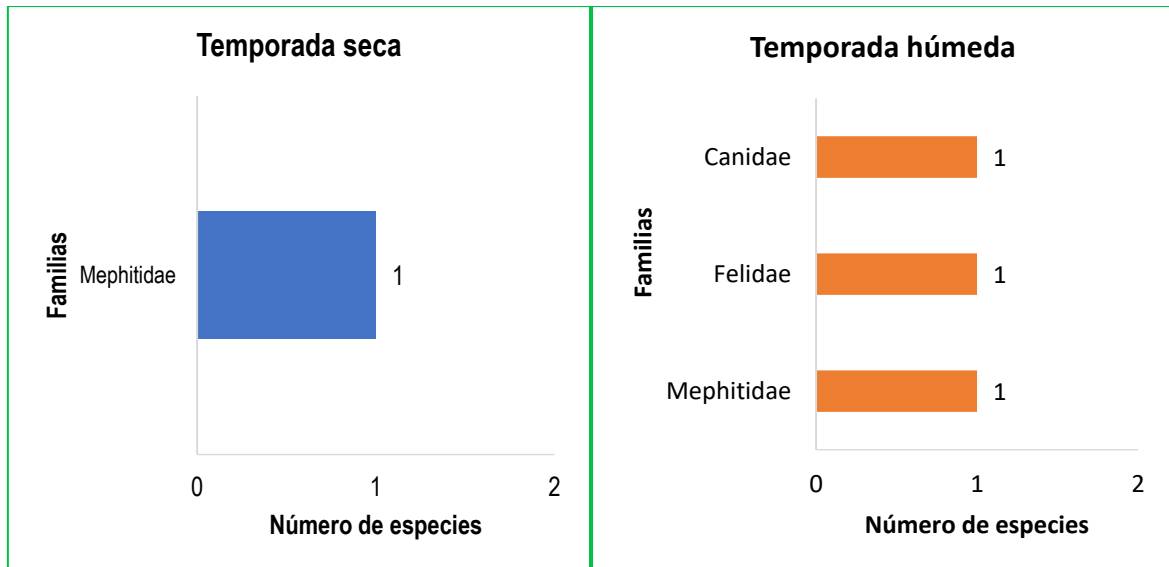 Temporada seca
Familias
Mephitidae
1
0 1 2
Número de especies
Temporada húmeda
Familias
Canidae 1
Felidae 1
Mephitidae 1
0 1 2
Número de especies